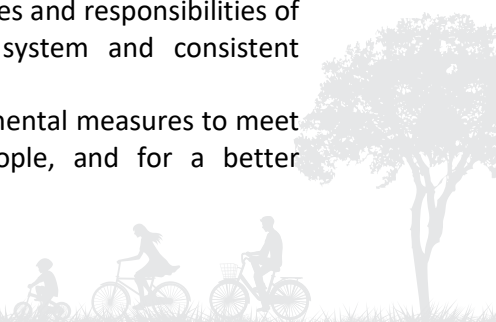 es and responsibilities of
system and consistent
mental measures to meet
ople, and for a better